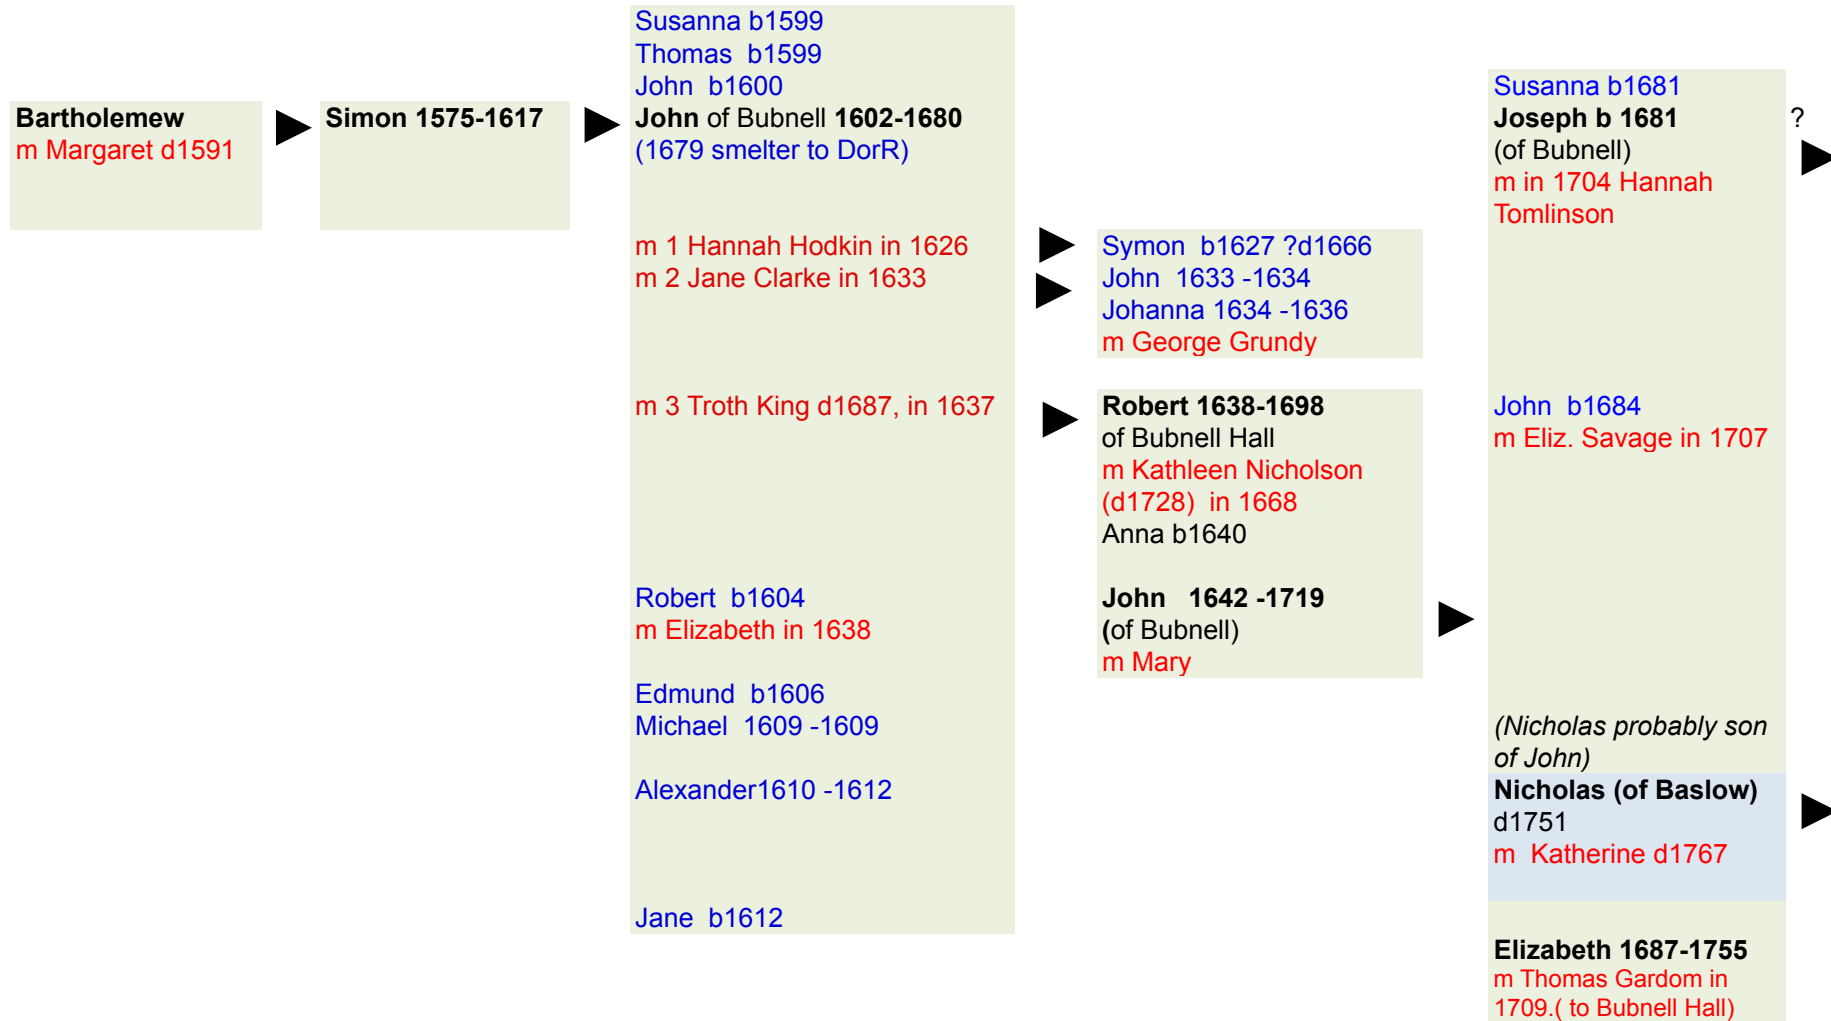 Bartholemew
m Margaret d1591
Simon 1575-1617
Susanna b1599
Thomas b1599
John b1600
John of Bubnell 1602-1680
(1679 smelter to DorR)
m 1 Hannah Hodkin in 1626
m 2 Jane Clarke in 1633
m 3 Troth King d1687, in 1637
Robert b1604
m Elizabeth in 1638
Edmund b1606
Michael 1609 -1609
Alexander1610 -1612
Jane b1612
Symon b1627 ?d1666
John 1633 -1634
Johanna 1634 -1636
m George Grundy
Robert 1638-1698
of Bubnell Hall
m Kathleen Nicholson
(d1728) in 1668
Anna b1640
John 1642 -1719
(of Bubnell)
m Mary
Susanna b1681
Joseph b 1681
(of Bubnell)
m in 1704 Hannah
Tomlinson
John b1684
m Eliz. Savage in 1707
(Nicholas probably son
of John)
Nicholas (of Baslow)
d1751
m Katherine d1767
Elizabeth 1687-1755
m Thomas Gardom in
1709.( to Bubnell Hall)
?